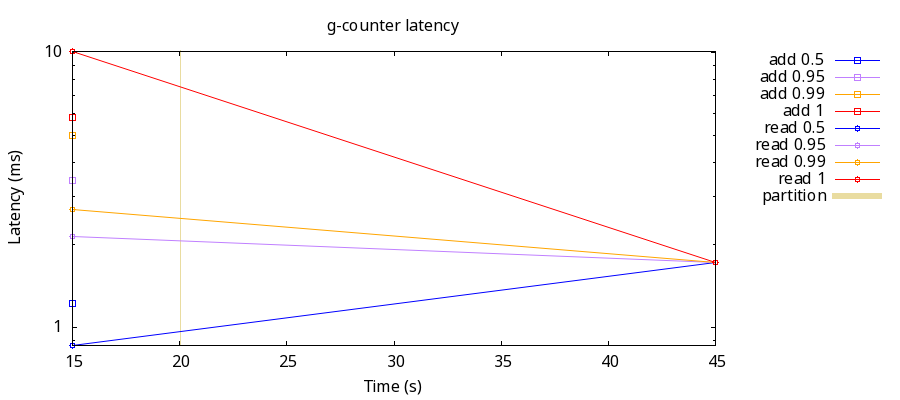 g-counter latency
10
1
Latency (ms)
15 20 25 30 35 40 45
Time (s)
add 0.5
add 0.95
add 0.99
add 1
read 0.5
read 0.95
read 0.99
read 1
partition